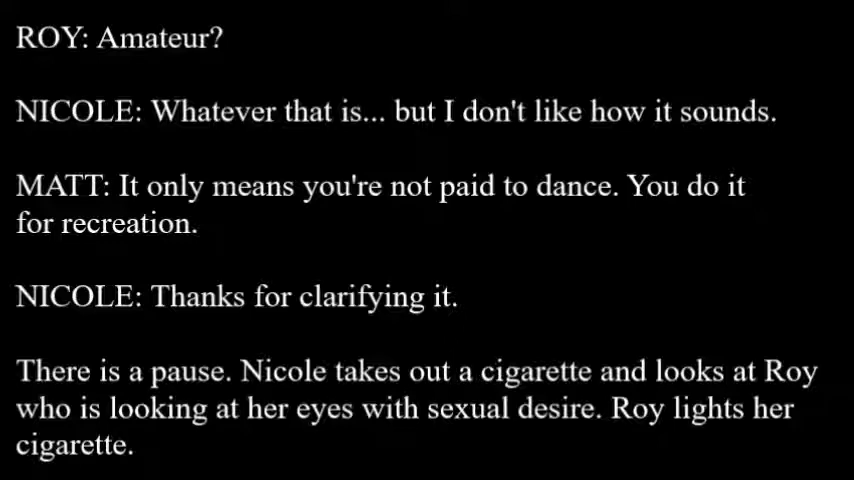 ROY: Amateur?
NICOLE: Whatever that is... but I don't like how it sounds.
MATT: It only means you're not paid to dance. You do it
for recreation.
NICOLE: Thanks for clarifying it.
There is a pause. Nicole takes out a cigarette and looks at Roy
who is looking at her eyes with sexual desire. Roy lights her
cigarette.